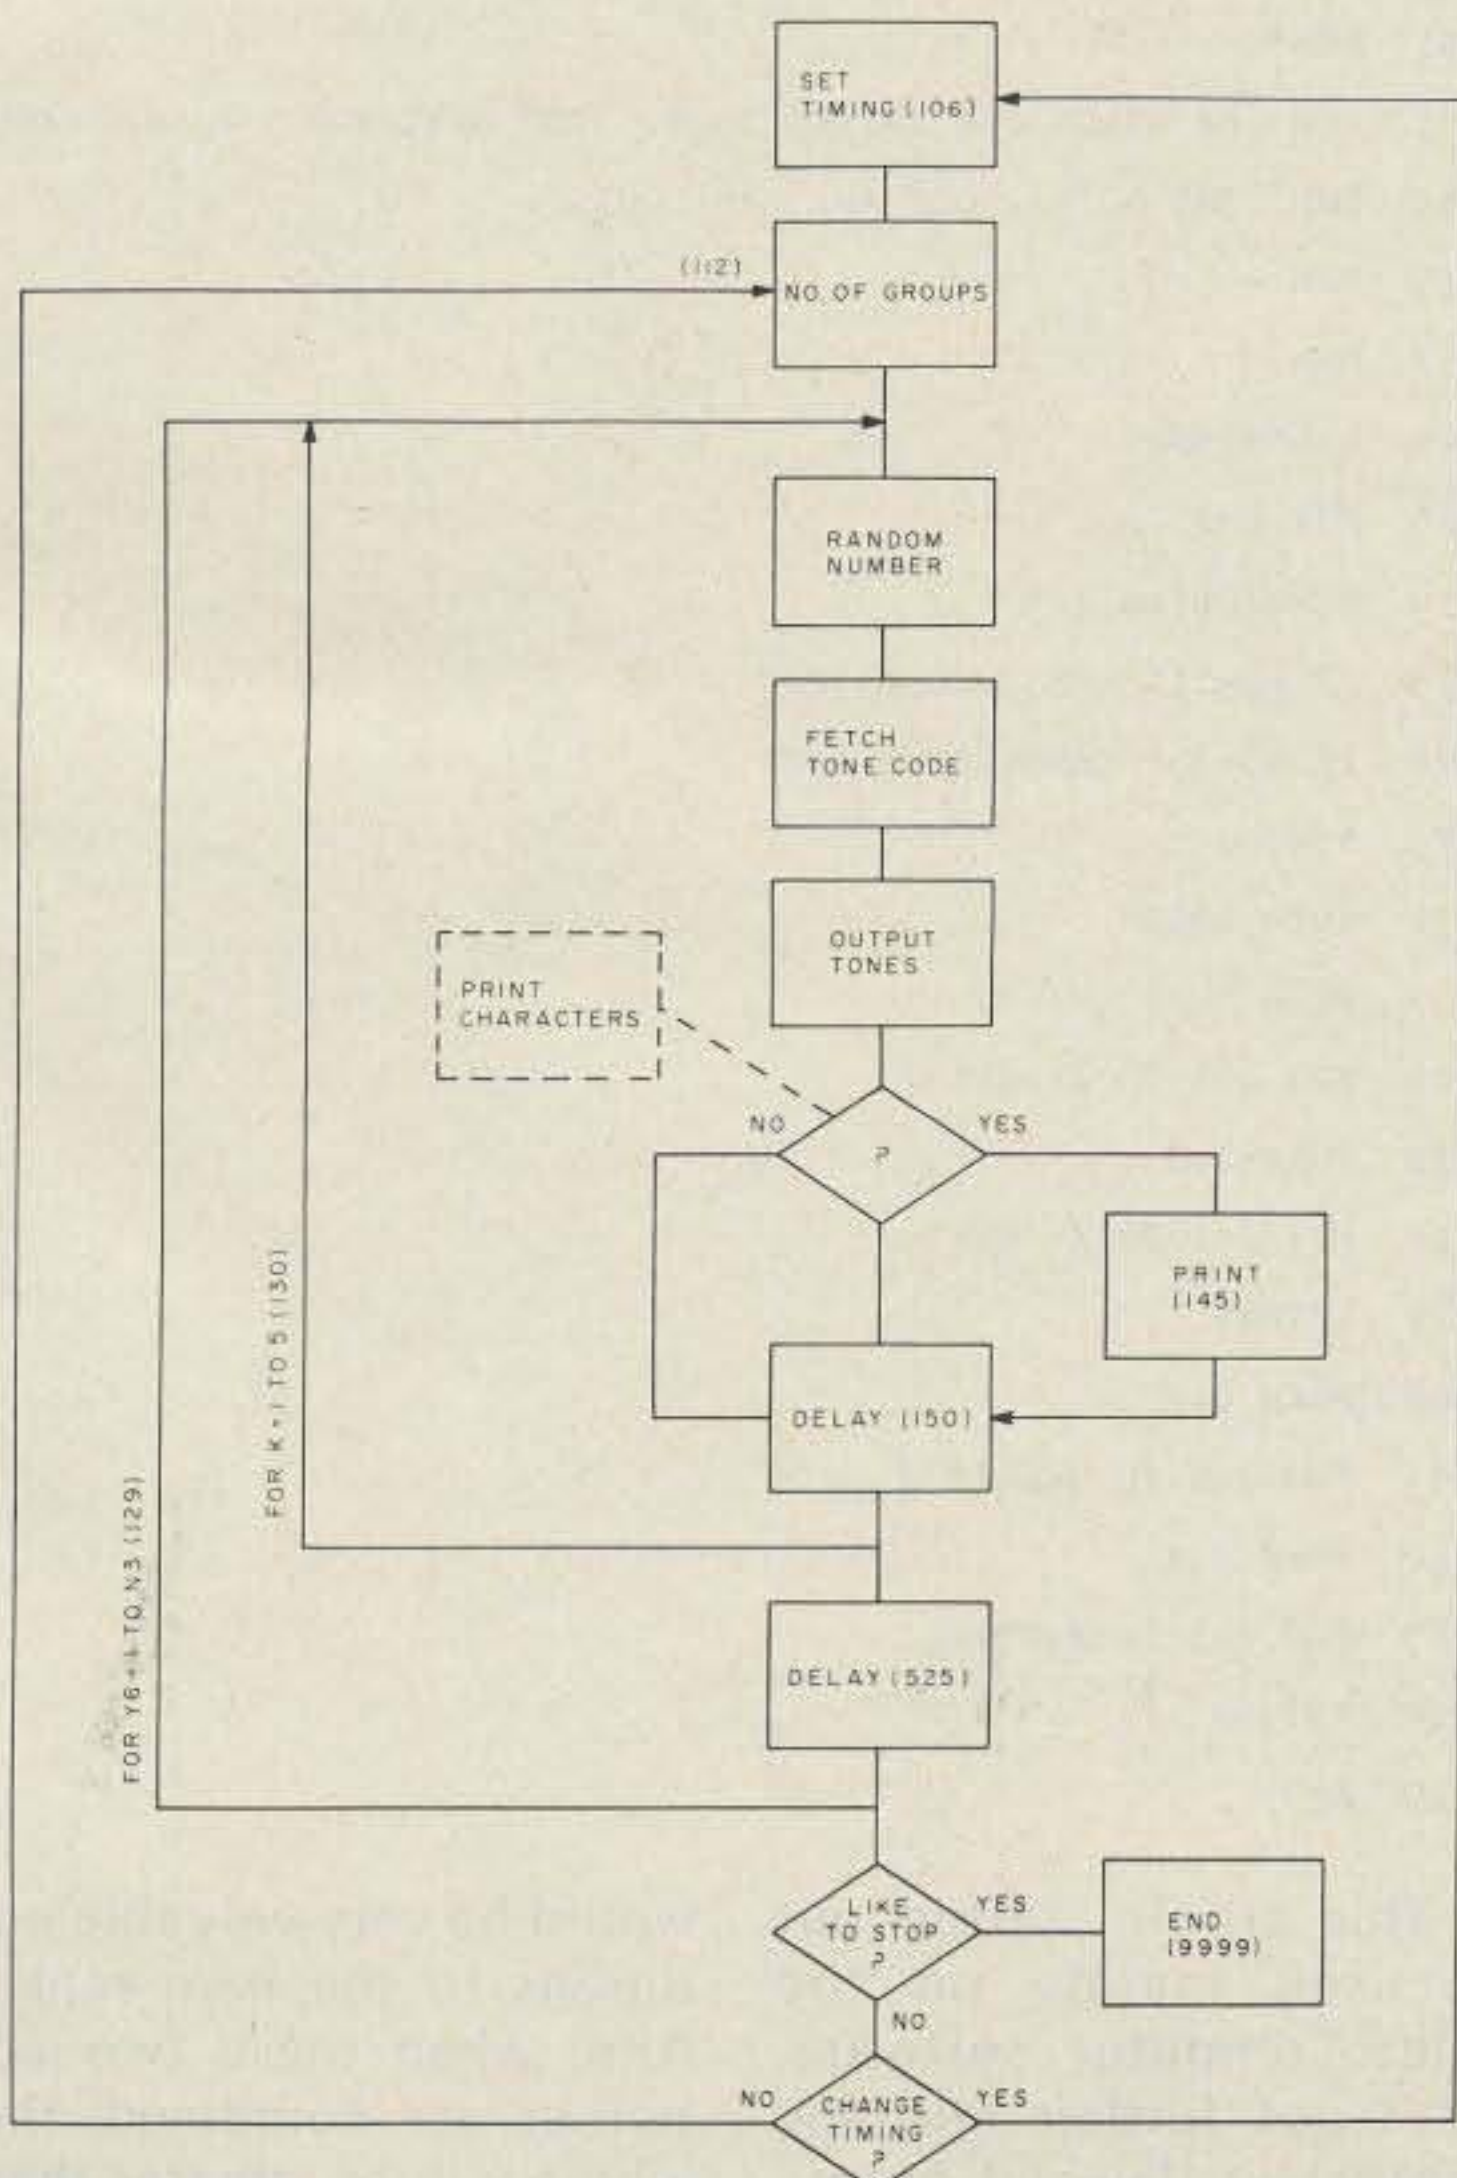 SET
TIMING (106)
(112)
NO. OF GROUPS
RANDOM
NUMBER
FETCH
TONE CODE
OUTPUT
TONES
PRINT
CHARACTERS
NO
YES
?
PRINT
(145)
DELAY (150)
FOR K=1 TO 5 (130)
DELAY (525)
FOR Y6=1 TO N3 (129)
LIKE
TO STOP
?
YES
END
(9999)
NO
NO
CHANGE
TIMING
?
YES